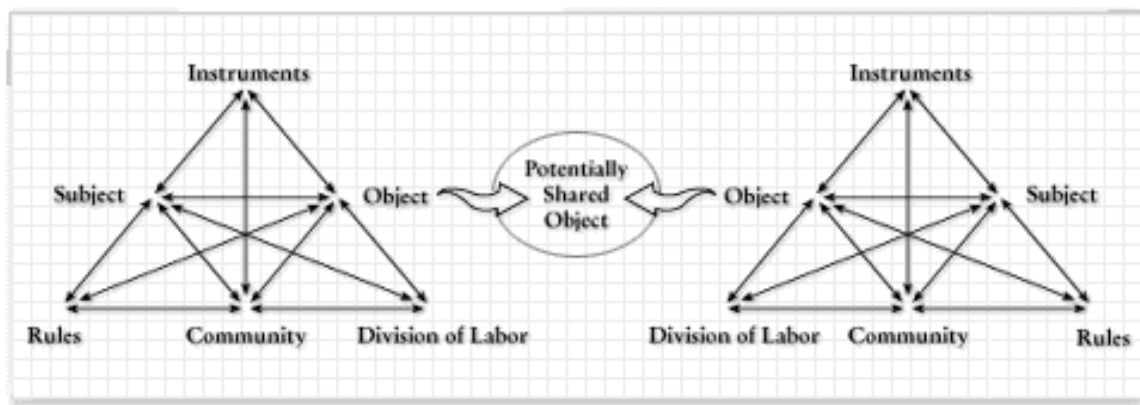 Instruments
Instruments
Potentially
Shared
Object
Subject
Object
Object
Subject
Rules
Community
Division of Labor
Division of Labor
Community
Rules